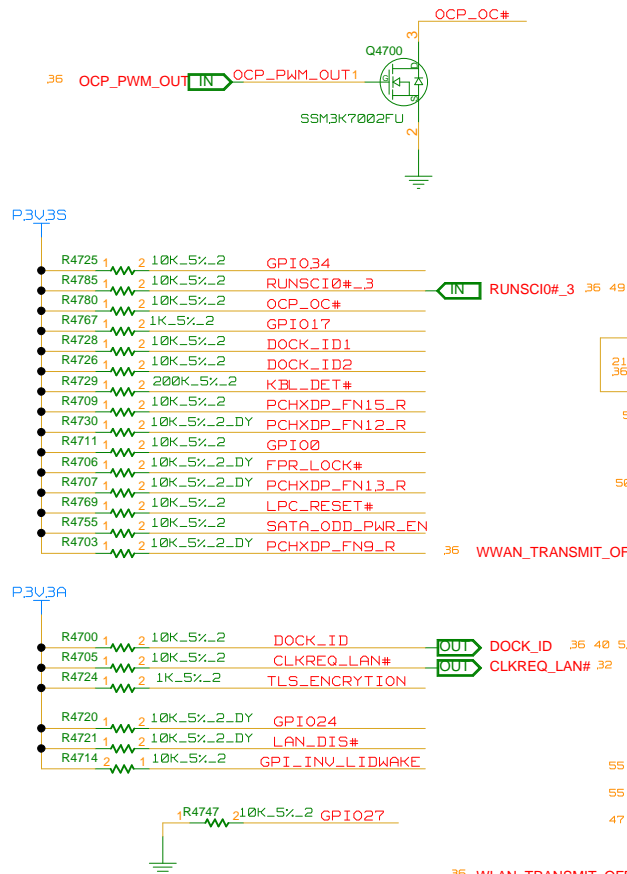 OCP_OC#
3
Q4700
36 OCP_PWM_OUT IN OCP_PWM_OUT 1
G
D
S
SSM3K7002FU
2
P3V3S
R4725 1 2 10K_5%_2 GPIO34
R4785 1 2 10K_5%_2 RUNSCI0#_3 IN RUNSCI0#_3 36 49
R4780 1 2 10K_5%_2 OCP_OC#
R4767 1 2 1K_5%_2 GPIO17
R4728 1 2 10K_5%_2 DOCK_ID1
R4726 1 2 10K_5%_2 DOCK_ID2
21
36
R4729 1 2 200K_5%_2 KBL_DET#
R4709 1 2 10K_5%_2 PCHXDP_FN15_R
R4730 1 2 10K_5%_2_DY PCHXDP_FN12_R
R4711 1 2 10K_5%_2 GPIO0
R4706 1 2 10K_5%_2_DY FPR_LOCK#
R4707 1 2 10K_5%_2_DY PCHXDP_FN13_R 50
R4769 1 2 10K_5%_2 LPC_RESET#
R4755 1 2 10K_5%_2 SATA_ODD_PWR_EN
R4703 1 2 10K_5%_2_DY PCHXDP_FN9_R 36 WWAN_TRANSMIT_OF
P3V3A
R4700 1 2 10K_5%_2 DOCK_ID OUT DOCK_ID 36 40 5
R4705 1 2 10K_5%_2 CLKREQ_LAN# OUT CLKREQ_LAN# 32
R4724 1 2 1K_5%_2 TLS_ENCRYTION
R4720 1 2 10K_5%_2_DY GPIO24
R4721 1 2 10K_5%_2_DY LAN_DIS#
R4714 2 1 10K_5%_2 GPI_INV_LIDWAKE
55
55
R4747 1 2 10K_5%_2 GPIO27 47
36 WLAN_TRANSMIT_OF